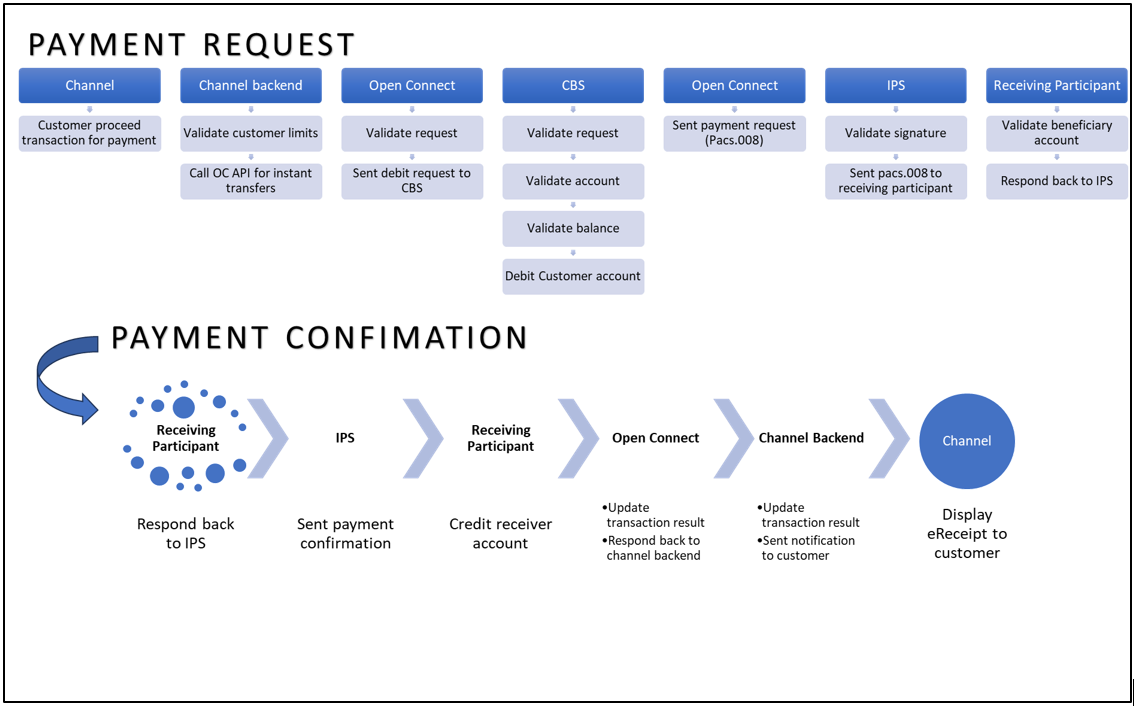 PAYMENT REQUEST
Channel
Customer proceed
transaction for payment
Channel backend
Validate customer limits
Call OC API for instant
transfers
Open Connect
Validate request
Sent debit request to
CBS
CBS
Validate request
Validate account
Validate balance
Debit Customer account
Open Connect
Sent payment request
(Pacs.008)
IPS
Validate signature
Sent pacs.008 to
receiving participant
Receiving Participant
Validate beneficiary
account
Respond back to IPS
PAYMENT CONFIMATION
Receiving
Participant
Respond back
to IPS
IPS
Sent payment
confirmation
Receiving
Participant
Credit receiver
account
Open Connect
•Update
transaction result
•Respond back to
channel backend
Channel Backend
•Update
transaction result
•Sent notification
to customer
Channel
Display
eReceipt to
customer